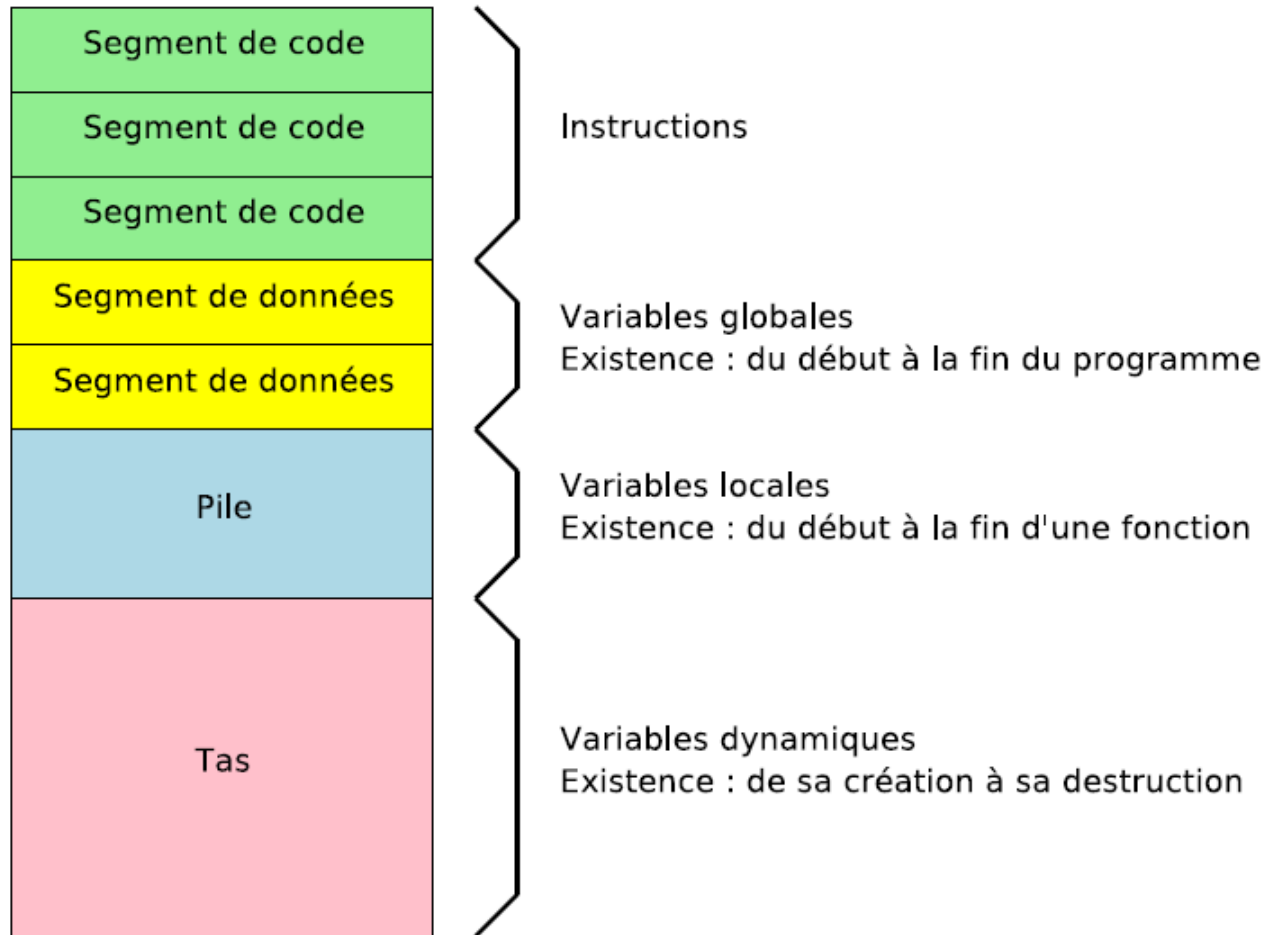 Segment de code
Segment de code
Instructions
Segment de code
Segment de données
Variables globales
Existence : du début à la fin du programme
Segment de données
Pile
Variables locales
Existence : du début à la fin d'une fonction
Tas
Variables dynamiques
Existence : de sa création à sa destruction